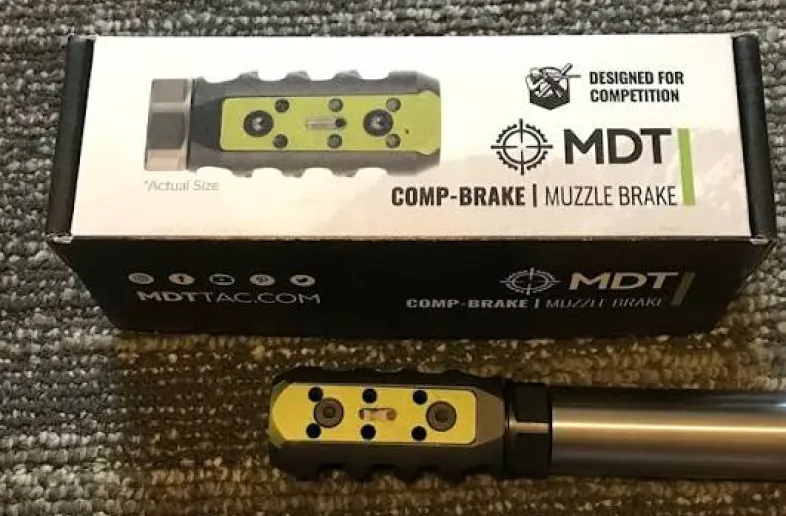 DESIGNED FOR
COMPETITION
MDT
COMP-BRAKE | MUZZLE BRAKE
*Actual Size
MDT
MDTTAC.COM
COMP-BRAKE | MUZZLE BRAKE